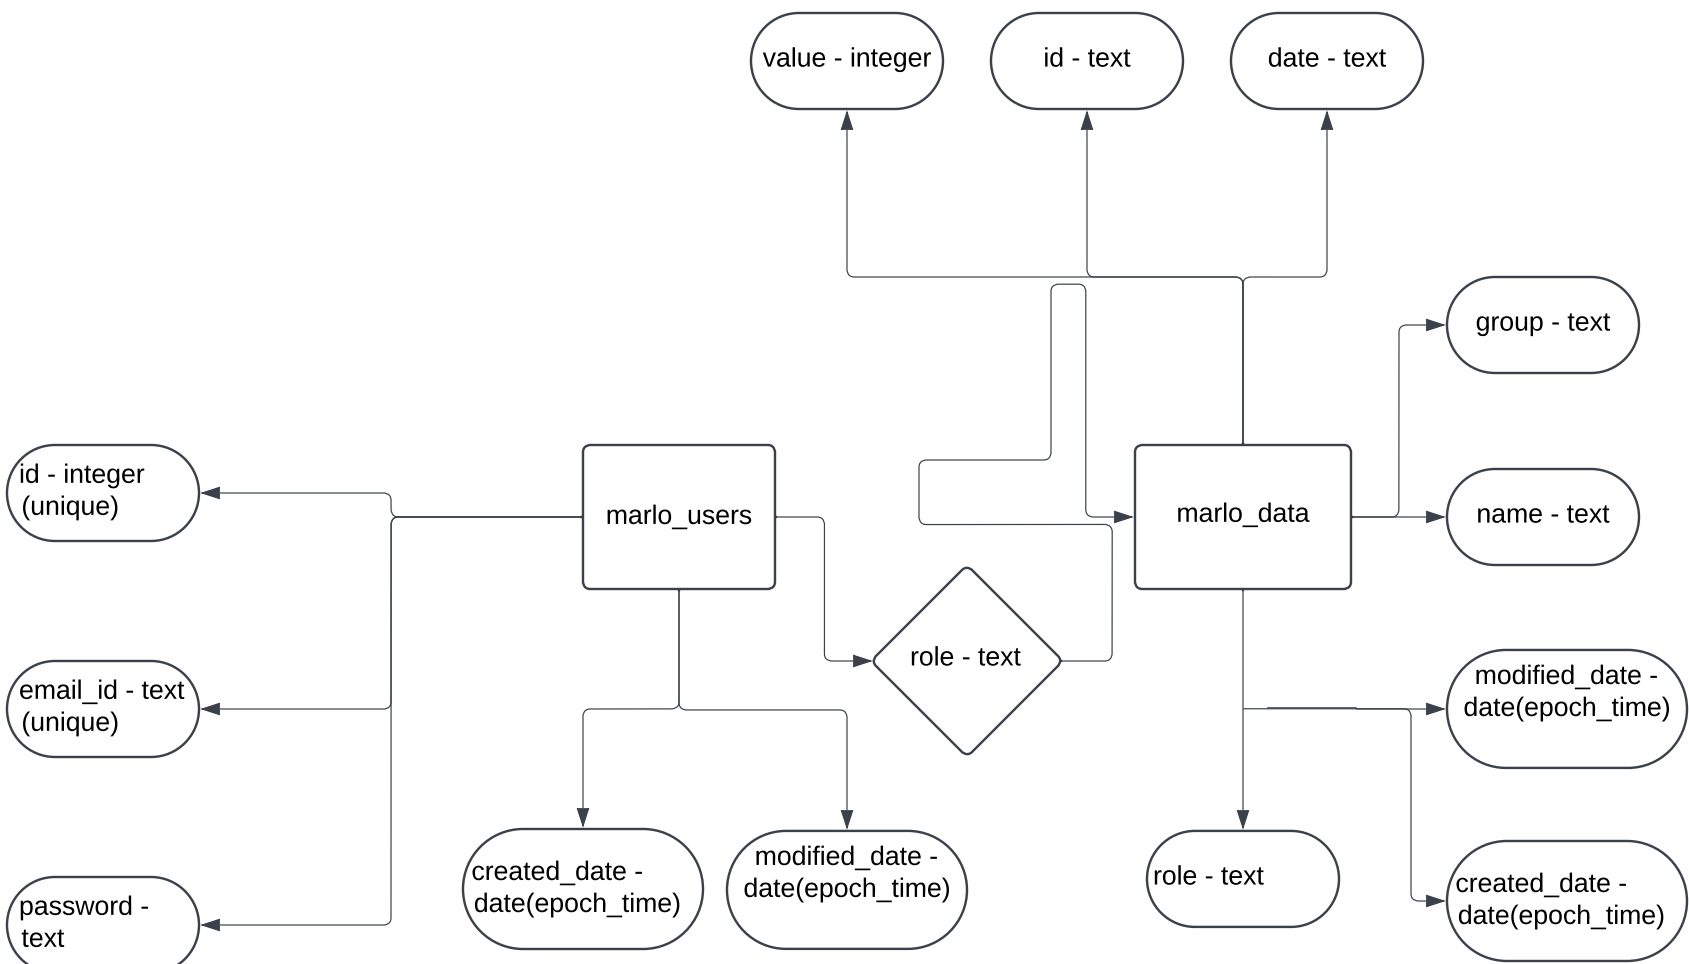 value - integer
id - text
date - text
group - text
id - integer
(unique)
marlo_users
marlo_data
name - text
email_id - text
(unique)
role - text
modified_date -
date(epoch_time)
password -
text
created_date -
date(epoch_time)
modified_date -
date(epoch_time)
role - text
created_date -
date(epoch_time)